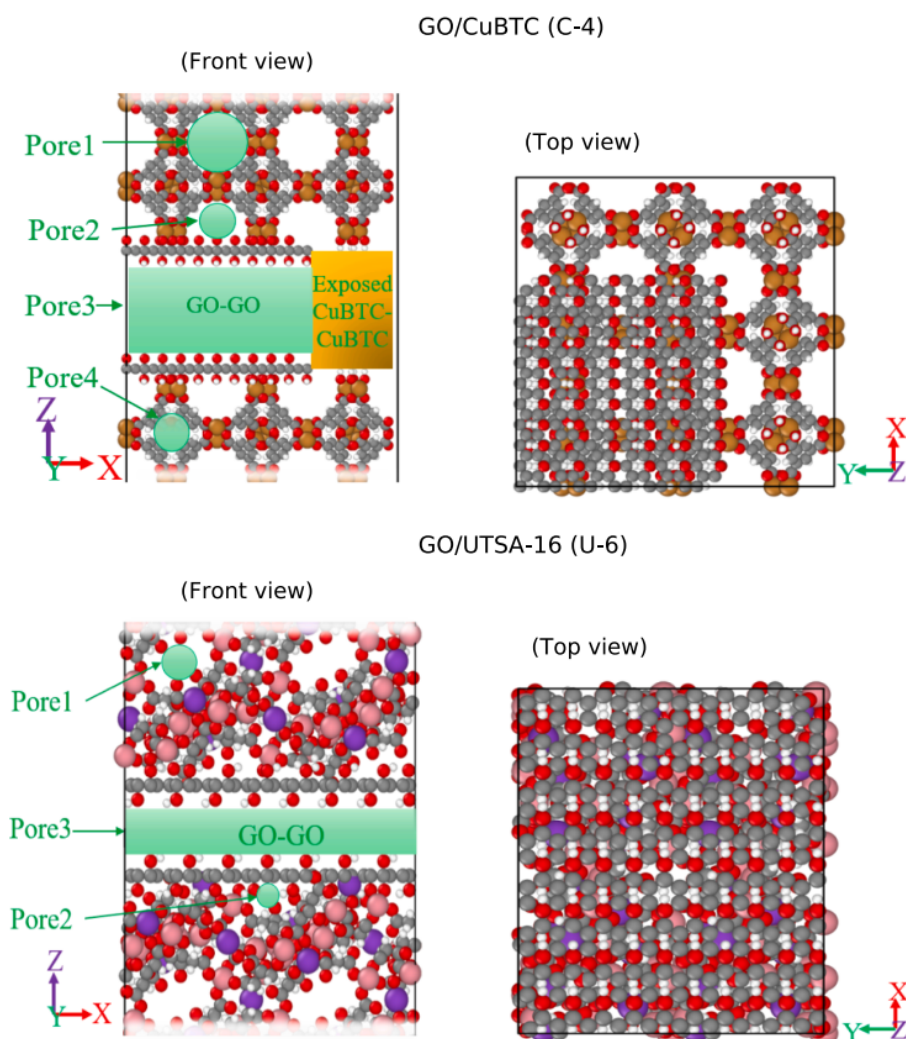 GO/CuBTC (C-4)
(Front view)
(Top view)
Pore1
Pore2
Pore3
GO-GO
Exposed
CuBTC-
CuBTC
Pore4
Z
Y
X
X
Y
Z
GO/UTSA-16 (U-6)
(Front view)
(Top view)
Pore1
Pore3
GO-GO
Pore2
Z
Y
X
X
Y
Z